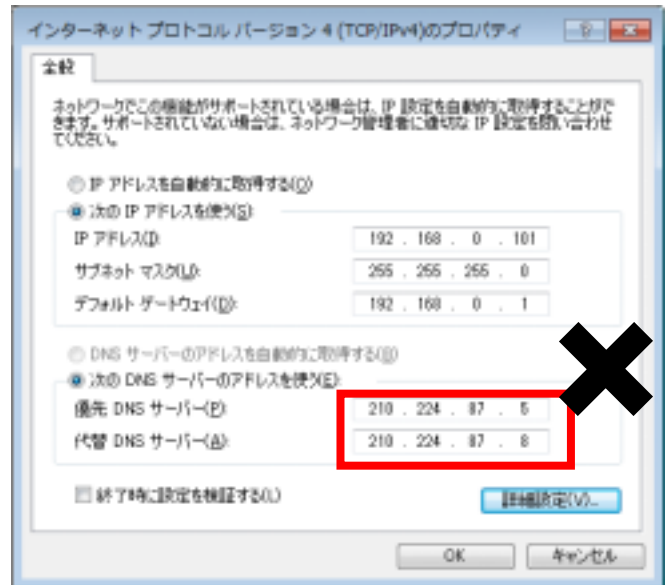 インターネット プロトコル バージョン 4 (TCP/IPv4)のプロパティ
全般
ネットワークでこの機能がサポートされている場合は、IP 設定を自動的に取得することがで
きます。サポートされていない場合は、ネットワーク管理者に適切な IP 設定を問い合わせ
てください。
IP アドレスを自動的に取得する(O)
次の IP アドレスを使う(S):
IP アドレス(I): 192 . 168 . 0 . 101
サブネット マスク(U): 255 . 255 . 255 . 0
デフォルト ゲートウェイ(D): 192 . 168 . 0 . 1
DNS サーバーのアドレスを自動的に取得する(B)
次の DNS サーバーのアドレスを使う(E):
優先 DNS サーバー(P): 210 . 224 . 87 . 5
代替 DNS サーバー(A): 210 . 224 . 87 . 8
終了時に設定を検証する(L)
詳細設定(V)...
OK キャンセル